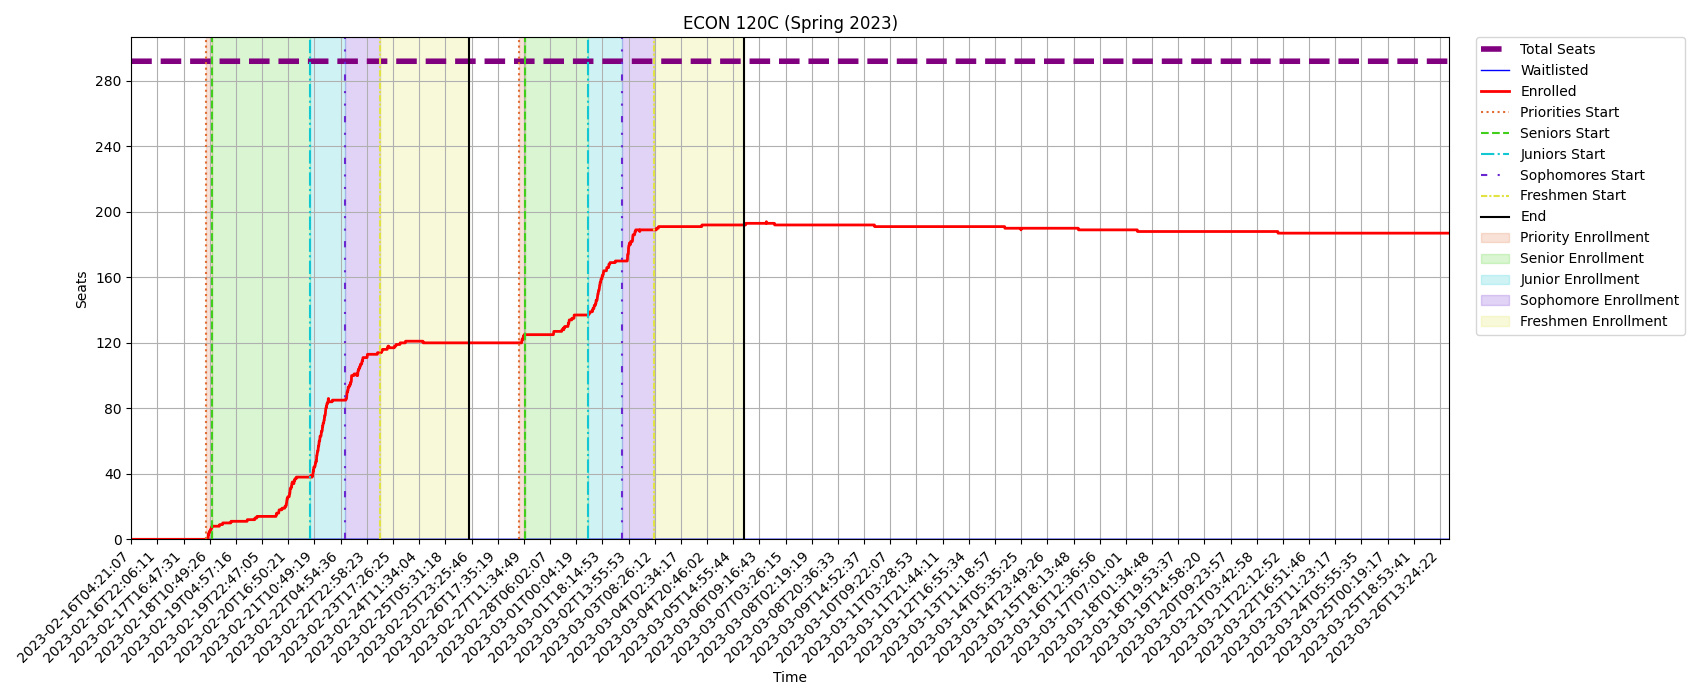 ECON 120C (Spring 2023)
Total Seats
Waitlisted
Enrolled
Priorities Start
Seniors Start
Juniors Start
Sophomores Start
Freshmen Start
End
Priority Enrollment
Senior Enrollment
Junior Enrollment
Sophomore Enrollment
Freshmen Enrollment
Seats
280
240
200
160
120
80
40
0
2023-02-16T04:21:07
2023-02-16T22:06:11
2023-02-17T16:47:31
2023-02-18T10:49:26
2023-02-19T04:57:16
2023-02-19T22:47:05
2023-02-20T16:50:21
2023-02-21T10:49:19
2023-02-22T04:54:36
2023-02-22T22:58:23
2023-02-23T17:26:25
2023-02-24T11:34:04
2023-02-25T05:31:18
2023-02-25T23:25:46
2023-02-26T17:35:19
2023-02-27T11:34:49
2023-02-28T06:02:07
2023-03-01T00:04:19
2023-03-01T18:14:53
2023-03-02T13:55:53
2023-03-03T08:26:12
2023-03-04T02:34:17
2023-03-04T20:46:02
2023-03-05T14:55:44
2023-03-06T09:16:43
2023-03-07T03:26:15
2023-03-08T02:19:19
2023-03-08T20:36:33
2023-03-09T14:52:37
2023-03-10T09:22:07
2023-03-11T03:28:53
2023-03-11T21:44:11
2023-03-12T16:55:34
2023-03-13T11:18:57
2023-03-14T05:35:25
2023-03-14T23:49:26
2023-03-15T18:13:48
2023-03-16T12:36:56
2023-03-17T07:01:01
2023-03-18T01:34:48
2023-03-18T19:53:37
2023-03-19T14:58:20
2023-03-20T09:23:57
2023-03-21T03:42:58
2023-03-21T22:12:52
2023-03-22T16:51:46
2023-03-23T11:23:17
2023-03-24T05:55:35
2023-03-25T00:19:17
2023-03-25T18:53:41
2023-03-26T13:24:22
Time